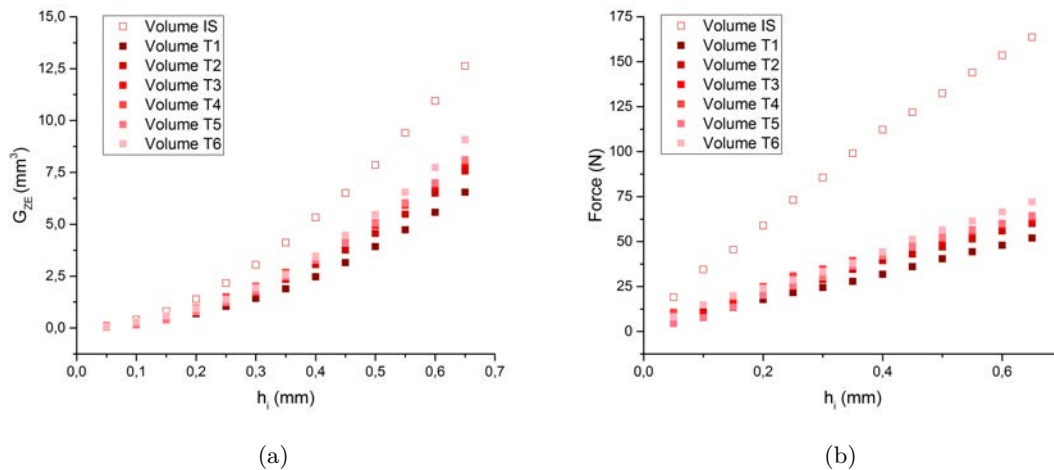 15,0
12,5
10,0
7,5
5,0
2,5
0,0
G_ZE (mm³)
Volume IS
Volume T1
Volume T2
Volume T3
Volume T4
Volume T5
Volume T6
0,0 0,1 0,2 0,3 0,4 0,5 0,6 0,7
h_i (mm)
(a)
175
150
125
100
75
50
25
0
Force (N)
Volume IS
Volume T1
Volume T2
Volume T3
Volume T4
Volume T5
Volume T6
0,2 0,4 0,6
h_i (mm)
(b)